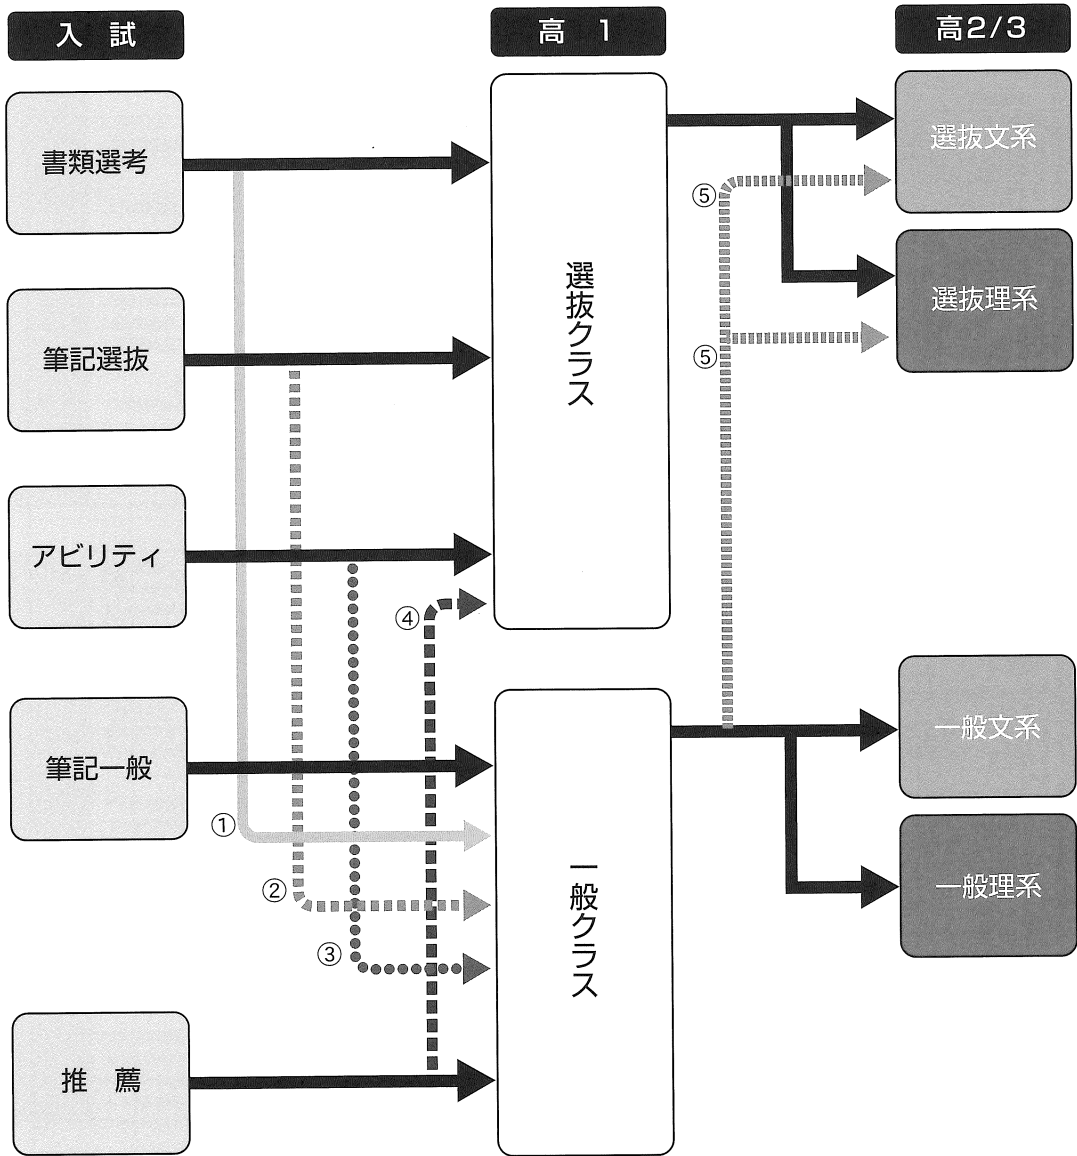 入 試
高 1
高2/3
書類選考
筆記選抜
アビリティ
筆記一般
推 薦
選抜クラス
一般クラス
選抜文系
選抜理系
一般文系
一般理系
①
②
③
④
⑤
⑤